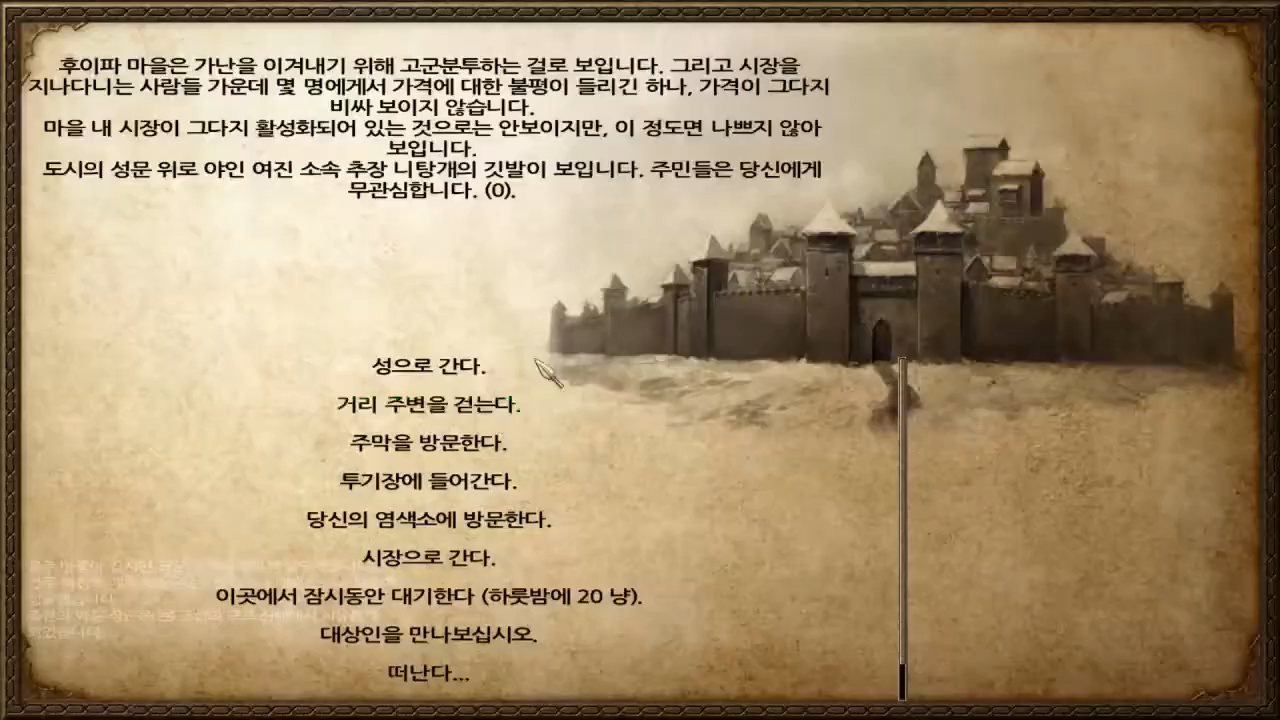 후이파 마을은 가난을 이겨내기 위해 고군분투하는 걸로 보입니다. 그리고 시장을
지나다니는 사람들 가운데 몇 명에게서 가격에 대한 불평이 들리긴 하나, 가격이 그다지
비싸 보이지 않습니다.
마을 내 시장이 그다지 활성화되어 있는 것으로는 안보이지만, 이 정도면 나쁘지 않아
보입니다.
도시의 성문 위로 야인 여진 소속 추장 니탕개의 깃발이 보입니다. 주민들은 당신에게
무관심합니다. (0).
성으로 간다.
거리 주변을 걷는다.
주막을 방문한다.
투기장에 들어간다.
당신의 염색소에 방문한다.
시장으로 간다.
이곳에서 잠시동안 대기한다 (하룻밤에 20 냥).
대상인을 만나보십시오.
떠난다...